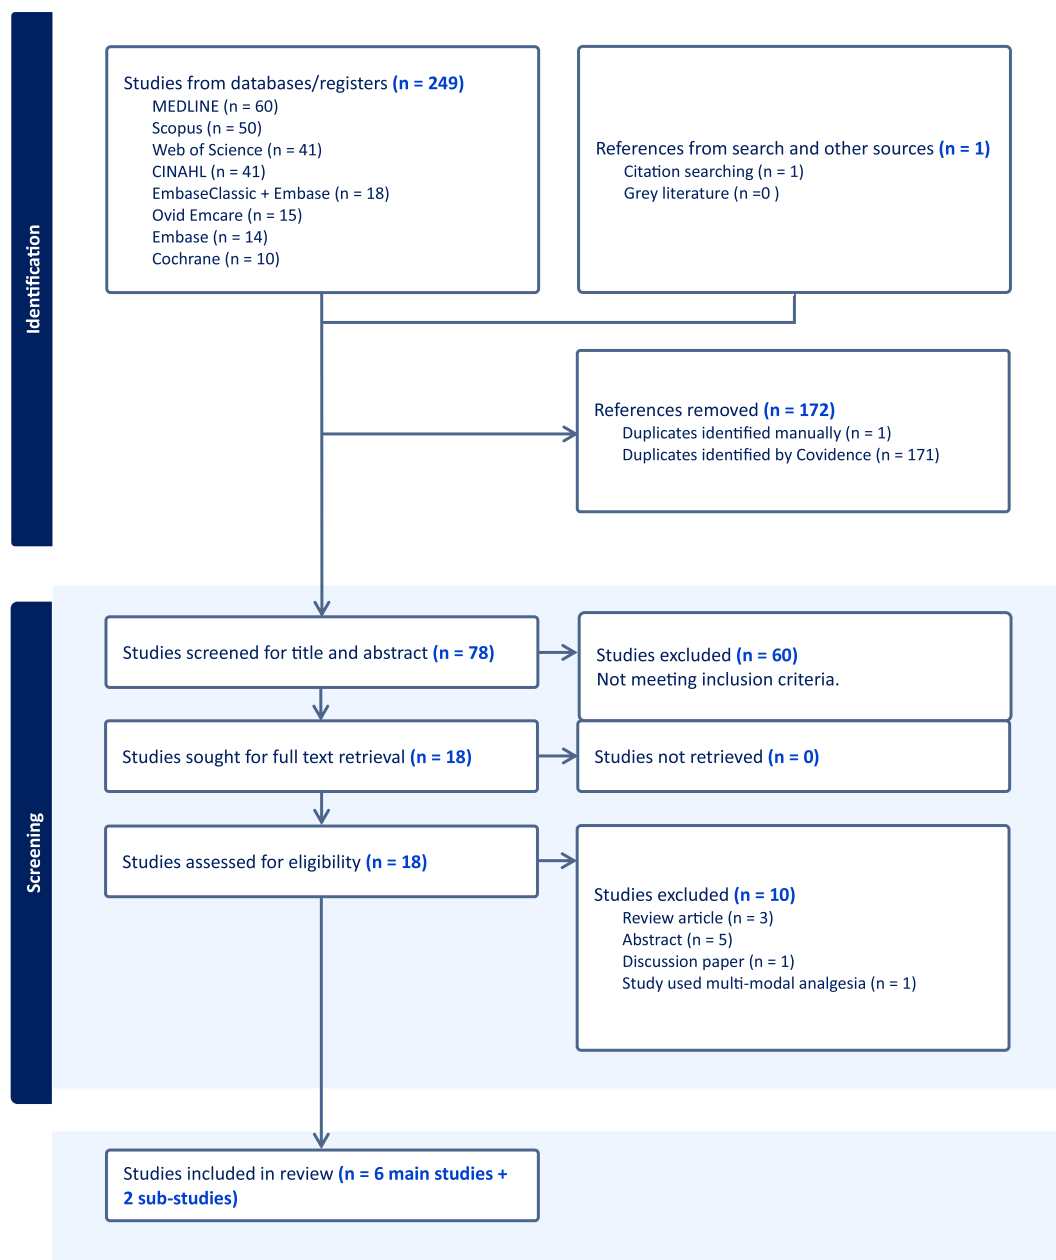 Identification
Studies from databases/registers (n = 249)
MEDLINE (n = 60)
Scopus (n = 50)
Web of Science (n = 41)
CINAHL (n = 41)
EmbaseClassic + Embase (n = 18)
Ovid Emcare (n = 15)
Embase (n = 14)
Cochrane (n = 10)
References from search and other sources (n = 1)
Citation searching (n = 1)
Grey literature (n =0 )
References removed (n = 172)
Duplicates identified manually (n = 1)
Duplicates identified by Covidence (n = 171)
Screening
Studies screened for title and abstract (n = 78)
Studies excluded (n = 60)
Not meeting inclusion criteria.
Studies sought for full text retrieval (n = 18)
Studies not retrieved (n = 0)
Studies assessed for eligibility (n = 18)
Studies excluded (n = 10)
Review article (n = 3)
Abstract (n = 5)
Discussion paper (n = 1)
Study used multi-modal analgesia (n = 1)
Studies included in review (n = 6 main studies +
2 sub-studies)